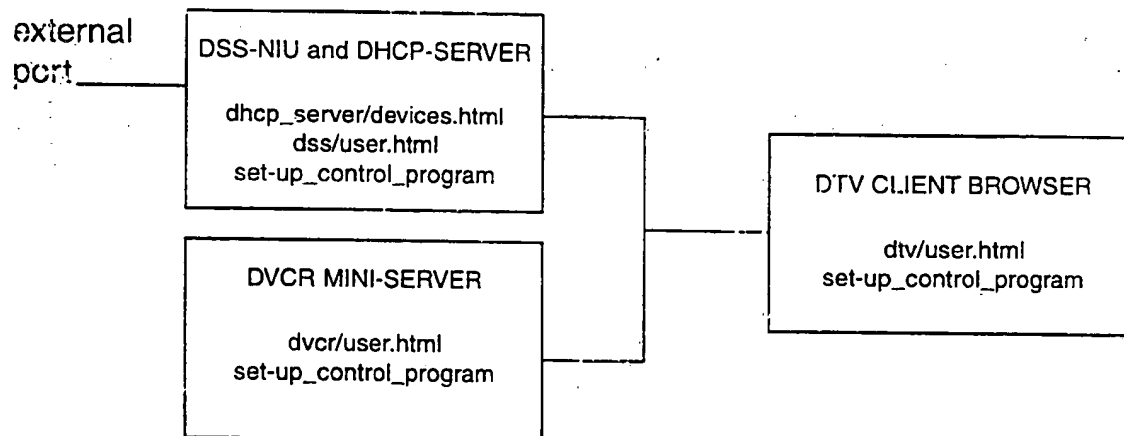 external
port
DSS-NIU and DHCP-SERVER
dhcp_server/devices.html
dss/user.html
set-up_control_program
DVCR MINI-SERVER
dvcr/user.html
set-up_control_program
DTV CLIENT BROWSER
dtv/user.html
set-up_control_program